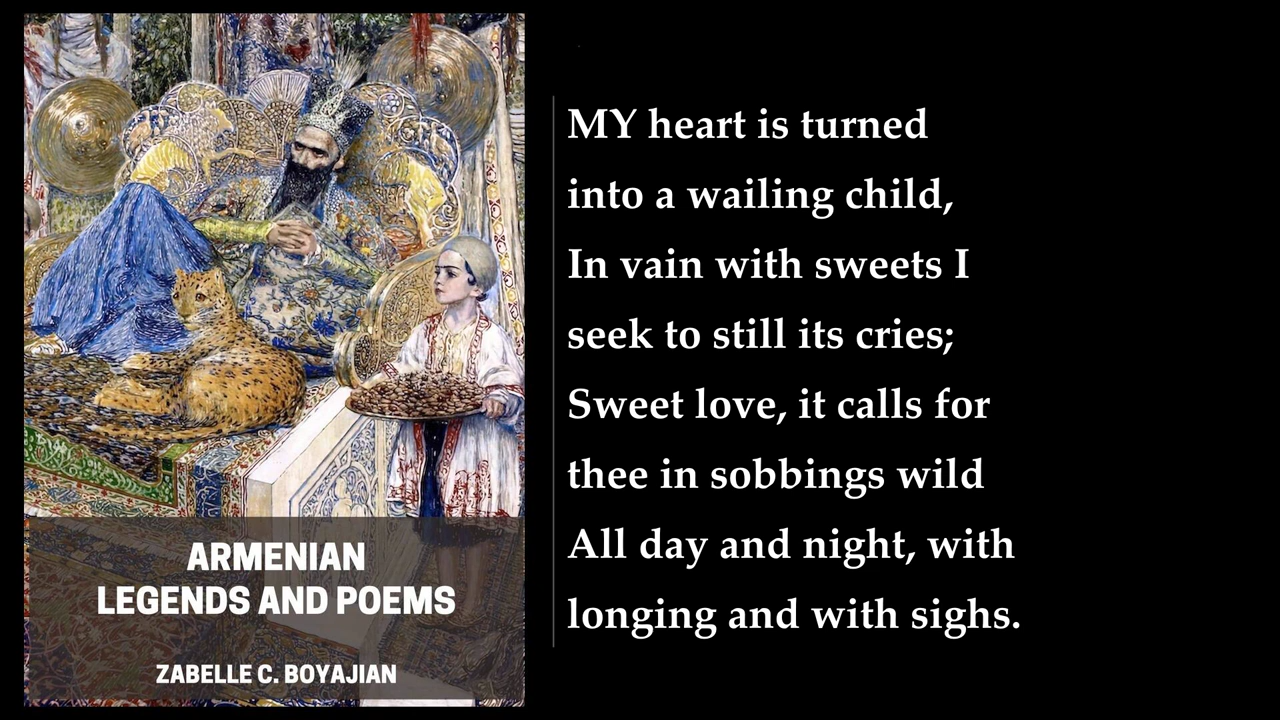 ARMENIAN
LEGENDS AND POEMS
ZABELLE C. BOYAJIAN
MY heart is turned
into a wailing child,
In vain with sweets I
seek to still its cries;
Sweet love, it calls for
thee in sobbings wild
All day and night, with
longing and with sighs.